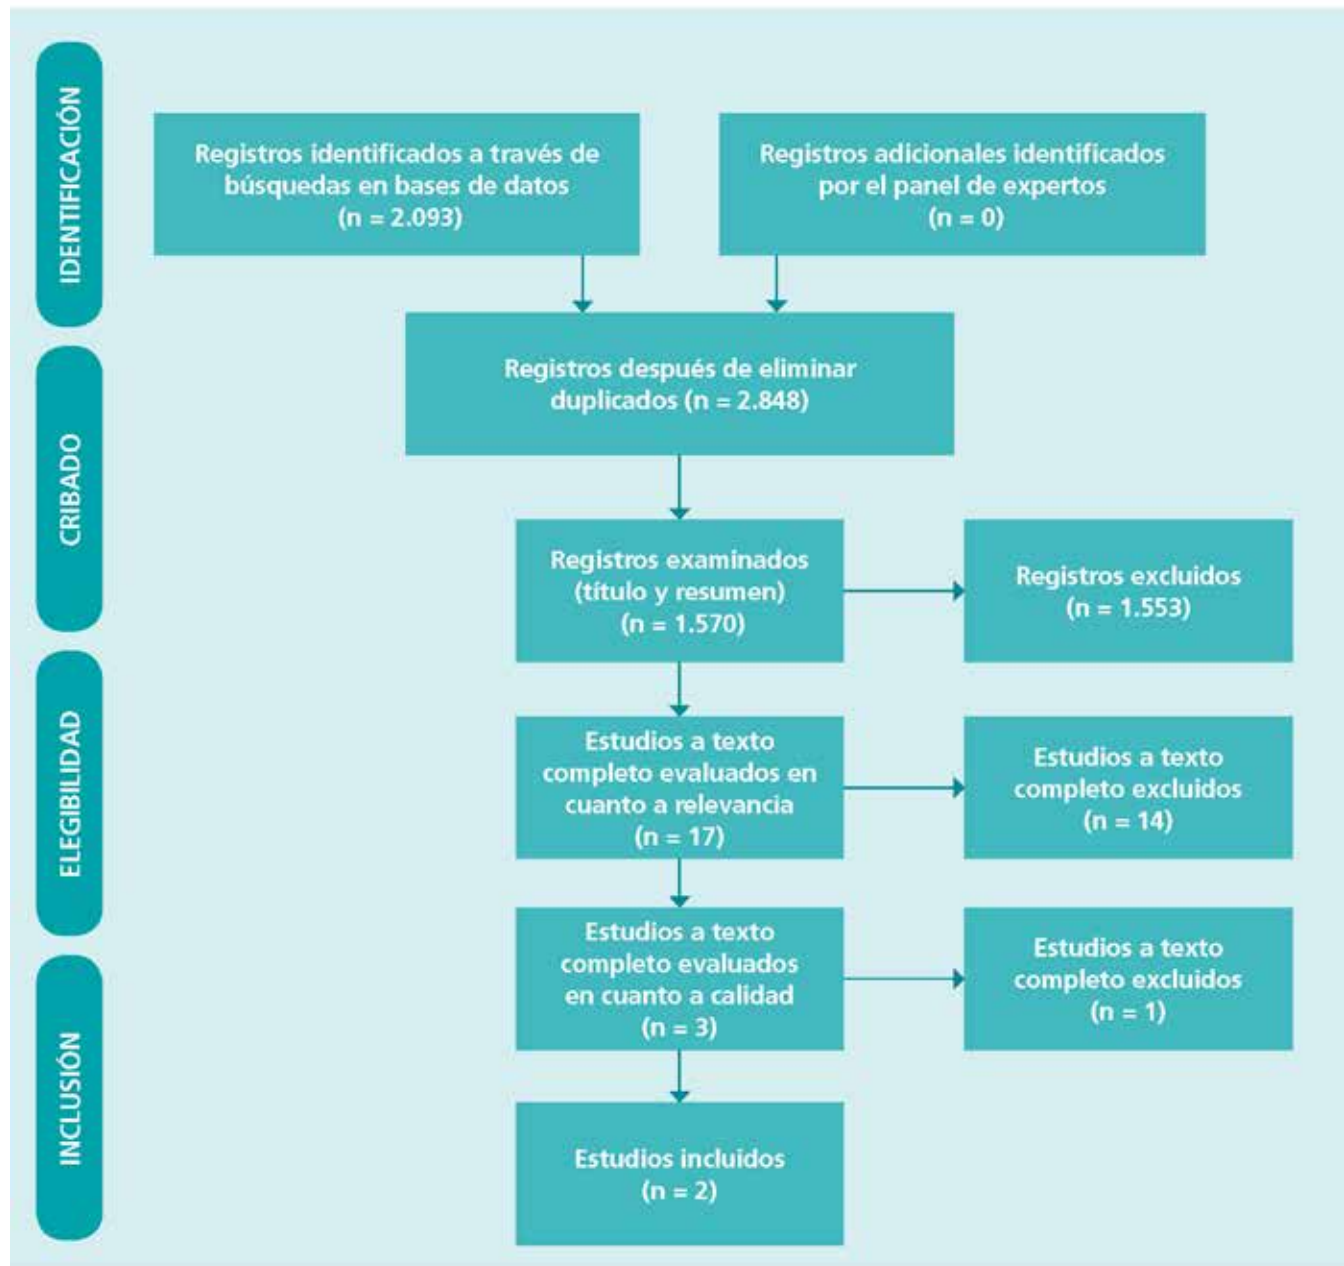 IDENTIFICACIÓN
Registros identificados a través de
búsquedas en bases de datos
(n = 2.093)
Registros adicionales identificados
por el panel de expertos
(n = 0)
Registros después de eliminar
duplicados (n = 2.848)
CRIBADO
Registros examinados
(título y resumen)
(n = 1.570)
Registros excluidos
(n = 1.553)
ELEGIBILIDAD
Estudios a texto
completo evaluados en
cuanto a relevancia
(n = 17)
Estudios a texto
completo excluidos
(n = 14)
Estudios a texto
completo evaluados
en cuanto a calidad
(n = 3)
Estudios a texto
completo excluidos
(n = 1)
INCLUSIÓN
Estudios incluidos
(n = 2)